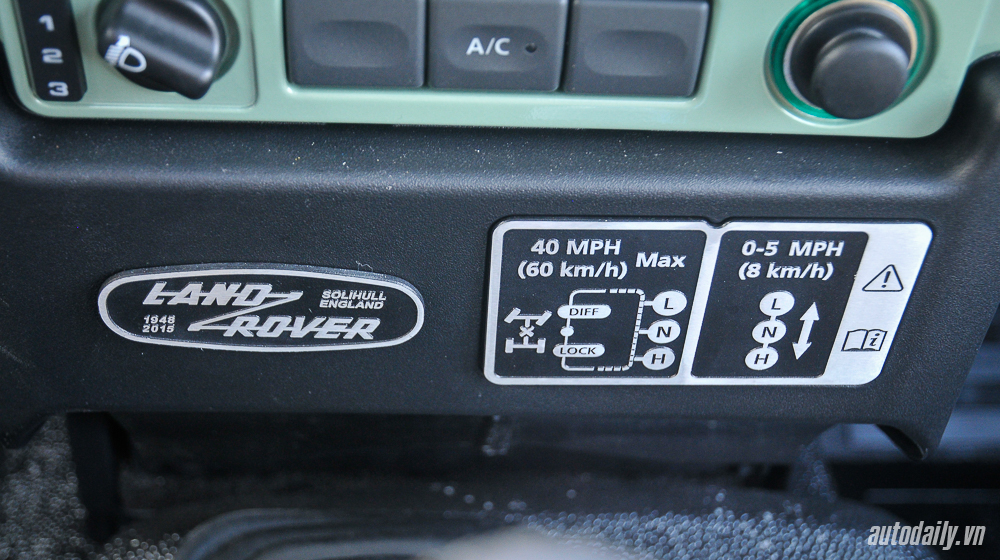 1
2
3
A/C
LAND
ROVER
SOLIHULL
ENGLAND
1948
2015
40 MPH
(60 km/h) Max
DIFF
LOCK
L
N
H
0-5 MPH
(8 km/h)
L
N
H
autodaily.vn